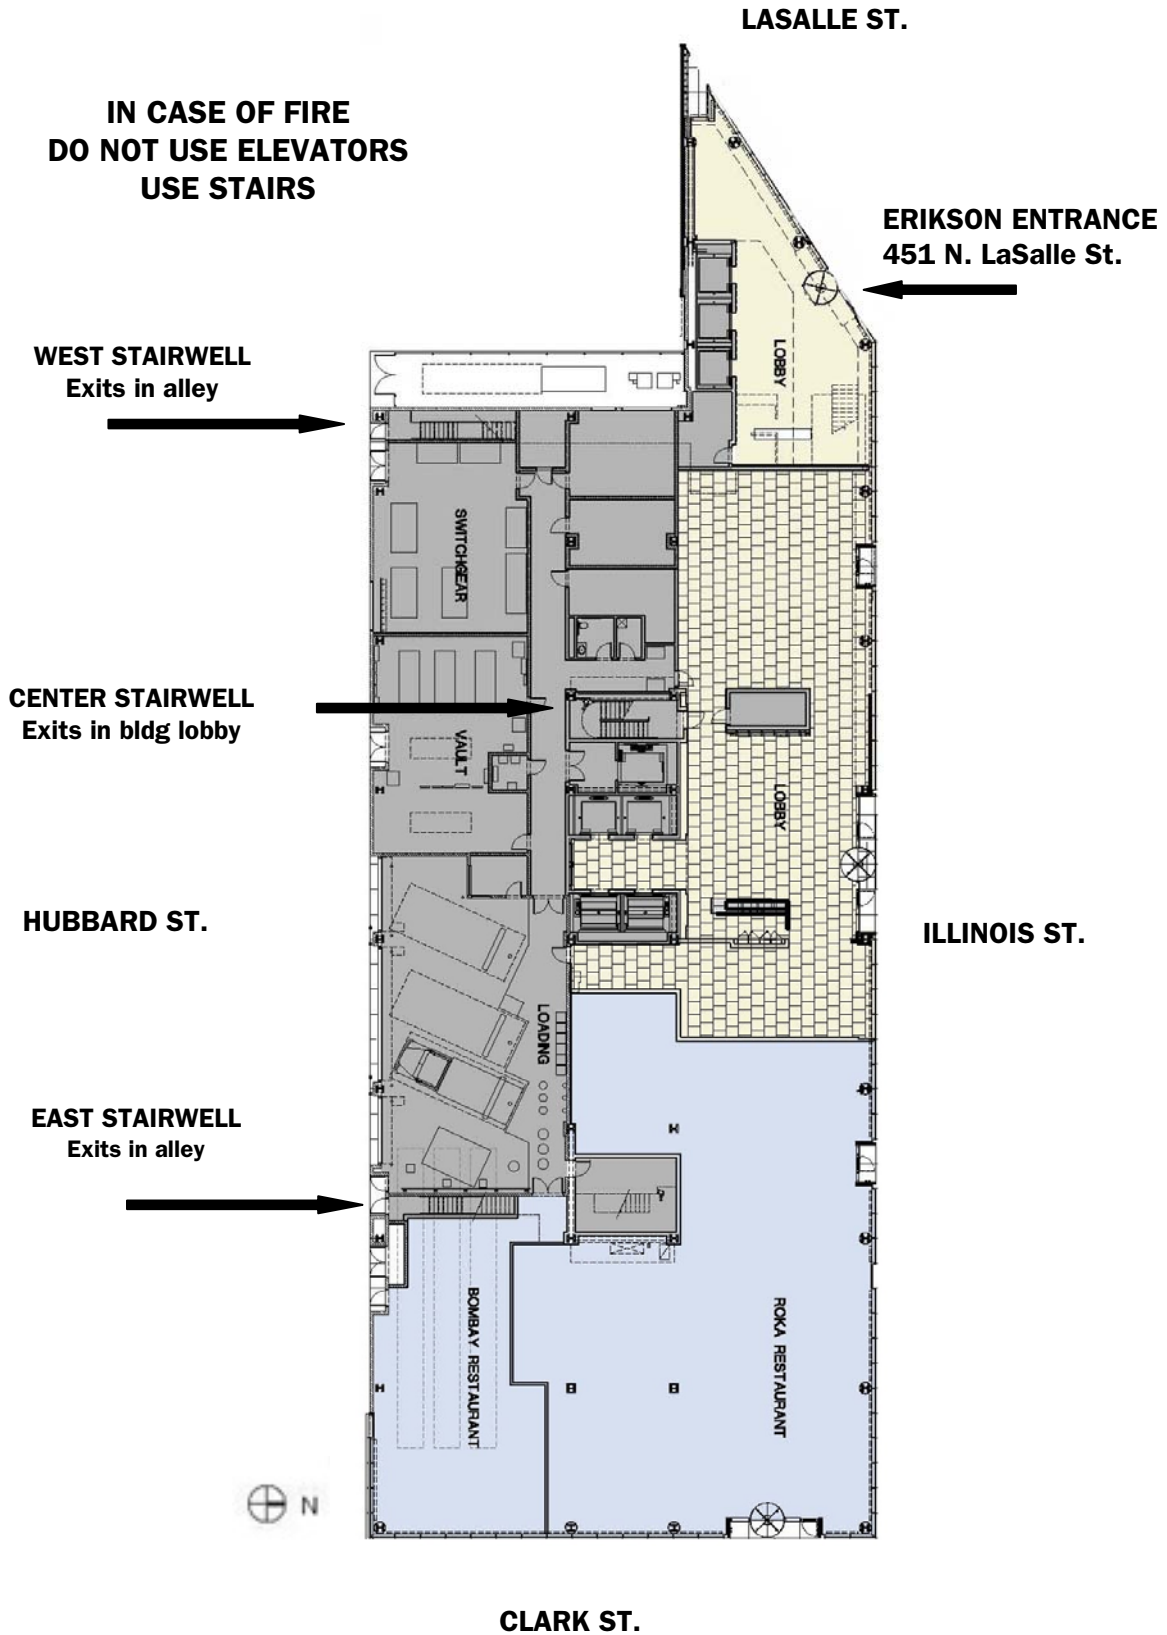 LASALLE ST.
IN CASE OF FIRE
DO NOT USE ELEVATORS
USE STAIRS
ERIKSON ENTRANCE
451 N. LaSalle St.
WEST STAIRWELL
Exits in alley
LOBBY
SWITCHGEAR
CENTER STAIRWELL
Exits in bldg lobby
VAULT
LOBBY
HUBBARD ST.
ILLINOIS ST.
LOADING
EAST STAIRWELL
Exits in alley
BOMBAY RESTAURANT
ROKA RESTAURANT
N
CLARK ST.